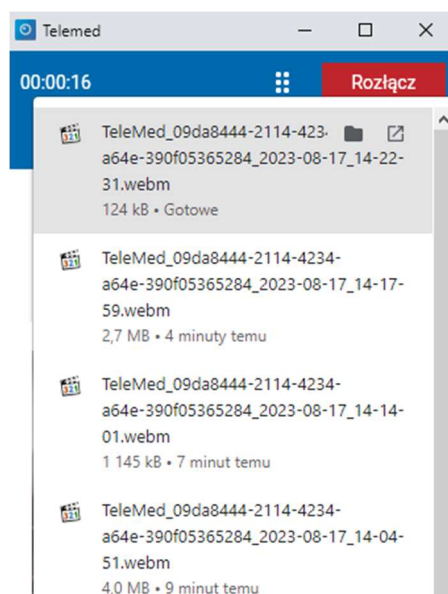 Telemed
00:00:16
Rozłącz
TeleMed_09da8444-2114-423
a64e-390f05365284_2023-08-17_14-22-
31.webm
124 kB • Gotowe
TeleMed_09da8444-2114-4234-
a64e-390f05365284_2023-08-17_14-17-
59.webm
2,7 MB • 4 minuty temu
TeleMed_09da8444-2114-4234-
a64e-390f05365284_2023-08-17_14-14-
01.webm
1 145 kB • 7 minut temu
TeleMed_09da8444-2114-4234-
a64e-390f05365284_2023-08-17_14-04-
51.webm
4,0 MB • 9 minut temu